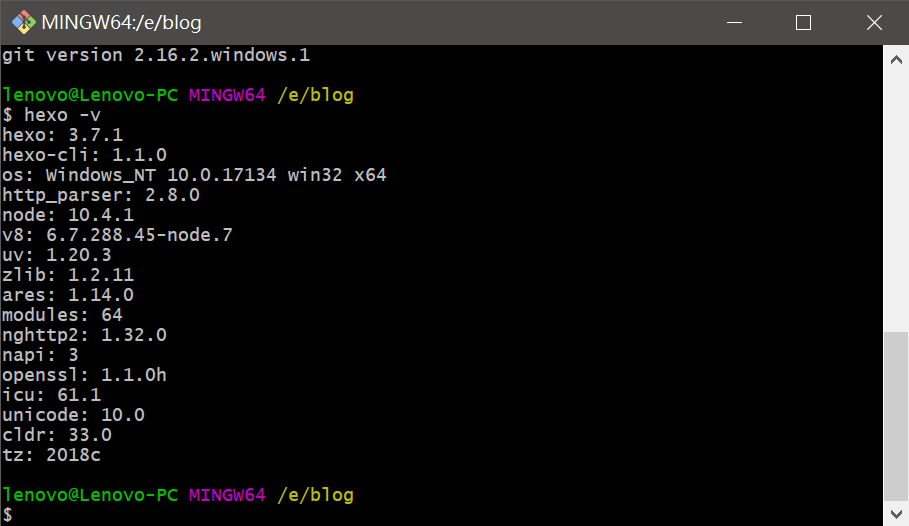 MINGW64:/e/blog
git version 2.16.2.windows.1
lenovo@Lenovo-PC MINGW64 /e/blog
$ hexo -v
hexo: 3.7.1
hexo-cli: 1.1.0
os: Windows_NT 10.0.17134 win32 x64
http_parser: 2.8.0
node: 10.4.1
v8: 6.7.288.45-node.7
uv: 1.20.3
zlib: 1.2.11
ares: 1.14.0
modules: 64
nghttp2: 1.32.0
napi: 3
openssl: 1.1.0h
icu: 61.1
unicode: 10.0
cldr: 33.0
tz: 2018c
lenovo@Lenovo-PC MINGW64 /e/blog
$